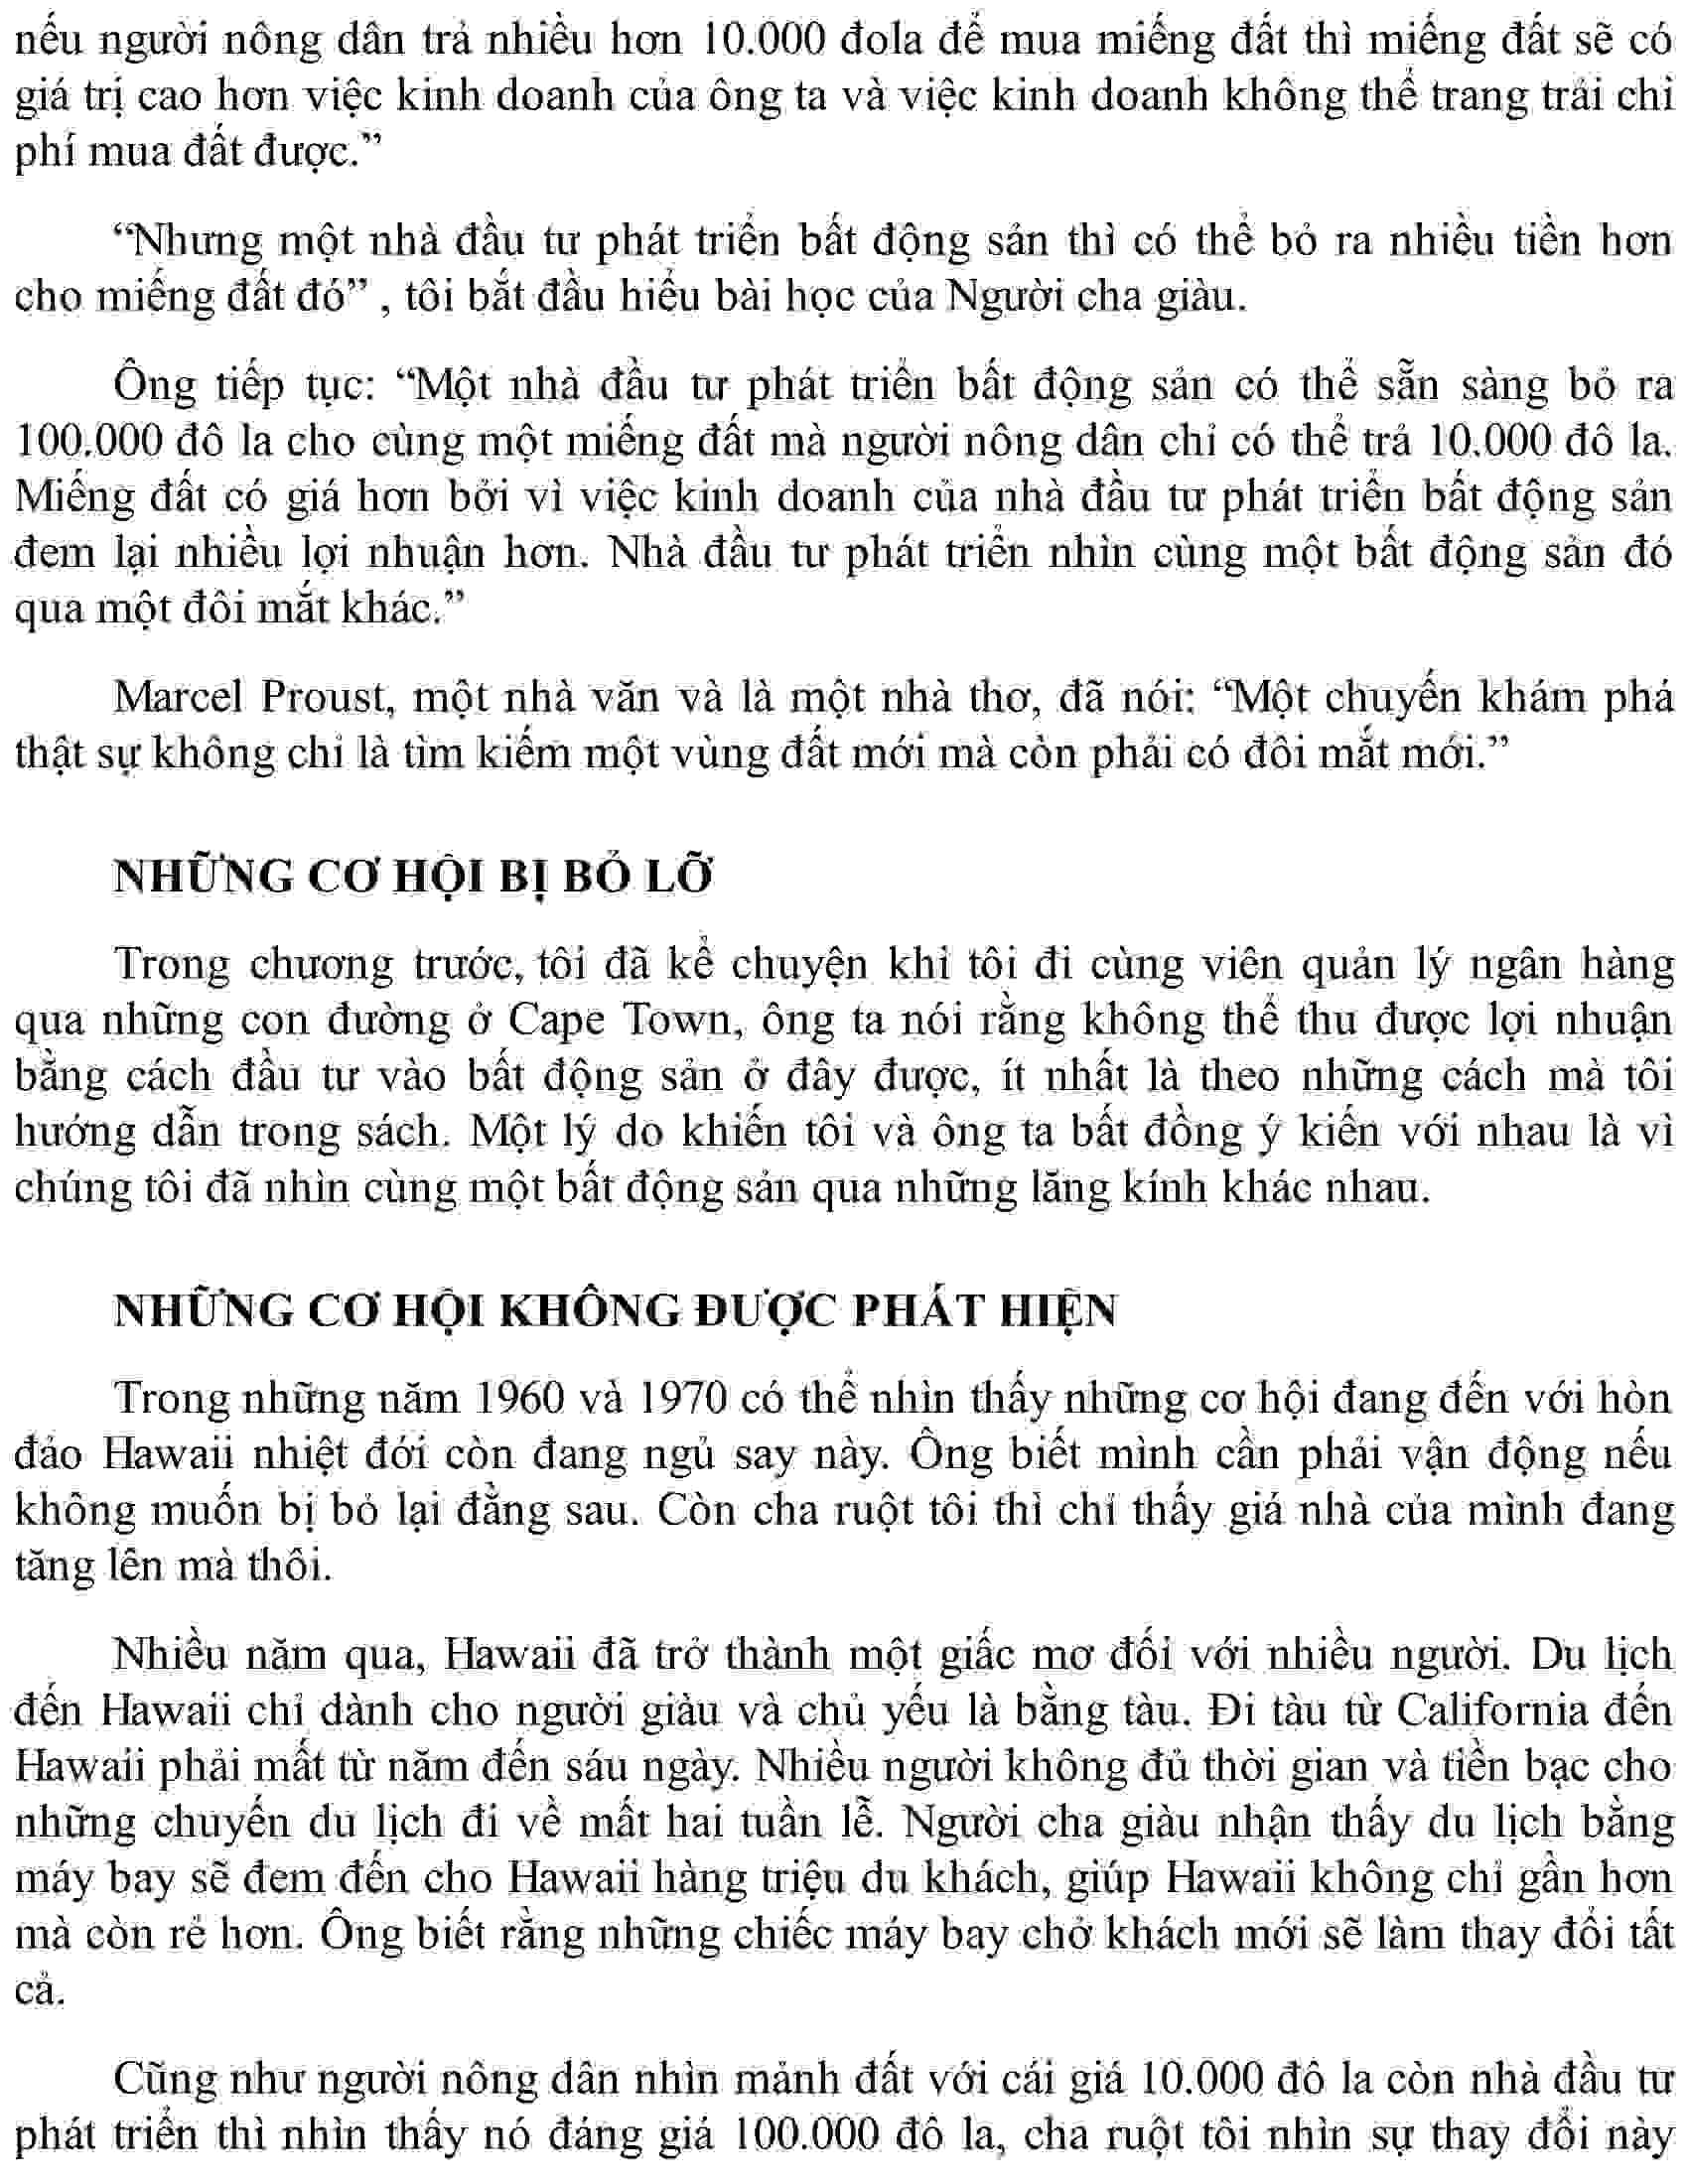 nếu người nông dân trả nhiều hơn 10.000 đola để mua miếng đất thì miếng đất sẽ có
giá trị cao hơn việc kinh doanh của ông ta và việc kinh doanh không thể trang trải chi
phí mua đất được.”
“Nhưng một nhà đầu tư phát triển bất động sản thì có thể bỏ ra nhiều tiền hơn
cho miếng đất đó” , tôi bắt đầu hiểu bài học của Người cha giàu.
Ông tiếp tục: “Một nhà đầu tư phát triển bất động sản có thể sẵn sàng bỏ ra
100.000 đô la cho cùng một miếng đất mà người nông dân chỉ có thể trả 10.000 đô la.
Miếng đất có giá hơn bởi vì việc kinh doanh của nhà đầu tư phát triển bất động sản
đem lại nhiều lợi nhuận hơn. Nhà đầu tư phát triển nhìn cùng một bất động sản đó
qua một đôi mắt khác.”
Marcel Proust, một nhà văn và là một nhà thơ, đã nói: “Một chuyến khám phá
thật sự không chỉ là tìm kiếm một vùng đất mới mà còn phải có đôi mắt mới.”
NHỮNG CƠ HỘI BỊ BỎ LỠ
Trong chương trước, tôi đã kể chuyện khi tôi đi cùng viên quản lý ngân hàng
qua những con đường ở Cape Town, ông ta nói rằng không thể thu được lợi nhuận
bằng cách đầu tư vào bất động sản ở đây được, ít nhất là theo những cách mà tôi
hướng dẫn trong sách. Một lý do khiến tôi và ông ta bất đồng ý kiến với nhau là vì
chúng tôi đã nhìn cùng một bất động sản qua những lăng kính khác nhau.
NHỮNG CƠ HỘI KHÔNG ĐƯỢC PHÁT HIỆN
Trong những năm 1960 và 1970 có thể nhìn thấy những cơ hội đang đến với hòn
đảo Hawaii nhiệt đới còn đang ngủ say này. Ông biết mình cần phải vận động nếu
không muốn bị bỏ lại đằng sau. Còn cha ruột tôi thì chỉ thấy giá nhà của mình đang
tăng lên mà thôi.
Nhiều năm qua, Hawaii đã trở thành một giấc mơ đối với nhiều người. Du lịch
đến Hawaii chỉ dành cho người giàu và chủ yếu là bằng tàu. Đi tàu từ California đến
Hawaii phải mất từ năm đến sáu ngày. Nhiều người không đủ thời gian và tiền bạc cho
những chuyến du lịch đi về mất hai tuần lễ. Người cha giàu nhận thấy du lịch bằng
máy bay sẽ đem đến cho Hawaii hàng triệu du khách, giúp Hawaii không chỉ gần hơn
mà còn rẻ hơn. Ông biết rằng những chiếc máy bay chở khách mới sẽ làm thay đổi tất
cả.
Cũng như người nông dân nhìn mảnh đất với cái giá 10.000 đô la còn nhà đầu tư
phát triển thì nhìn thấy nó đáng giá 100.000 đô la, cha ruột tôi nhìn sự thay đổi này